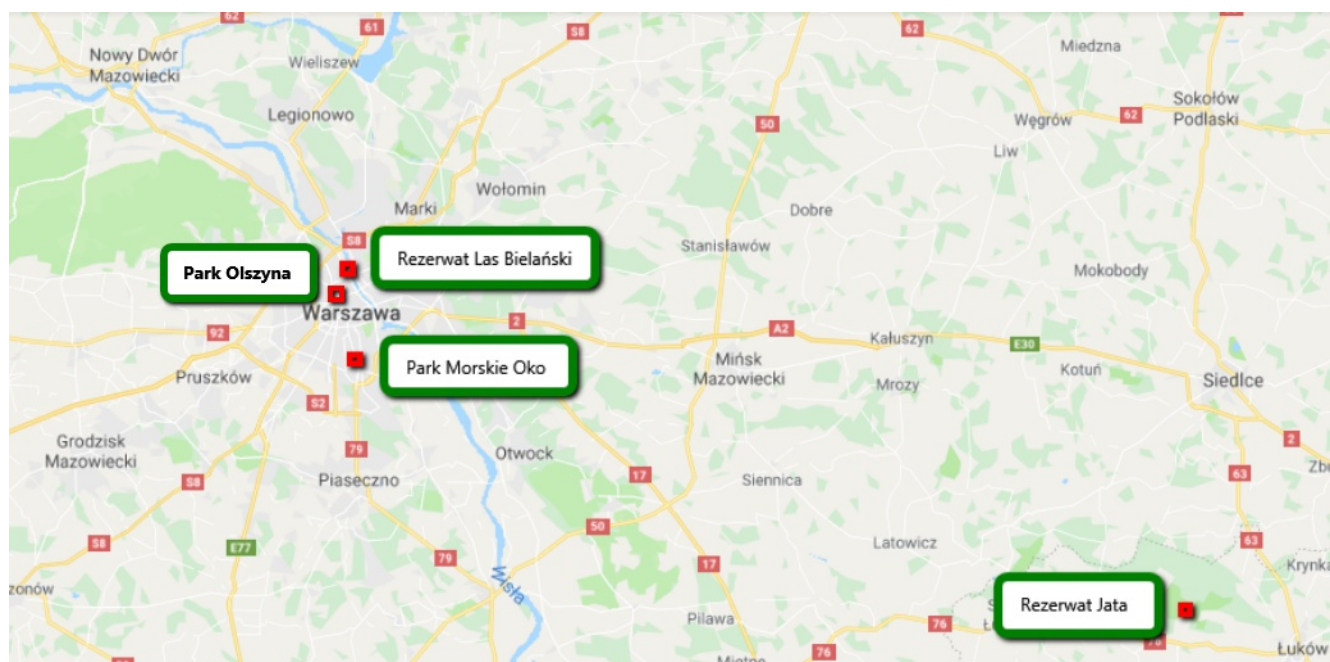 62
61
S8
62
Nowy Dwór
Mazowiecki
Wieliszew
Miedzna
Legionowo
Sokołów
Podlaski
50
Węgrów
62
62
Liw
Wołomin
Marki
Dobre
S8
Stanisławów
Rezerwat Las Bielański
Park Olszyna
Mokobody
Warszawa
92
2
A2
Kałuszyn
E30
Park Morskie Oko
Mińsk
Mazowiecki
Kotuń
Siedlce
Pruszków
Mrozy
S2
Grodzisk
Mazowiecki
79
Otwock
2
17
63
S8
Piaseczno
Siennica
50
S8
E77
79
17
Latowicz
63
Krynka
Wisła
Rezerwat Jata
Pilawa
76
76
76
Łuków